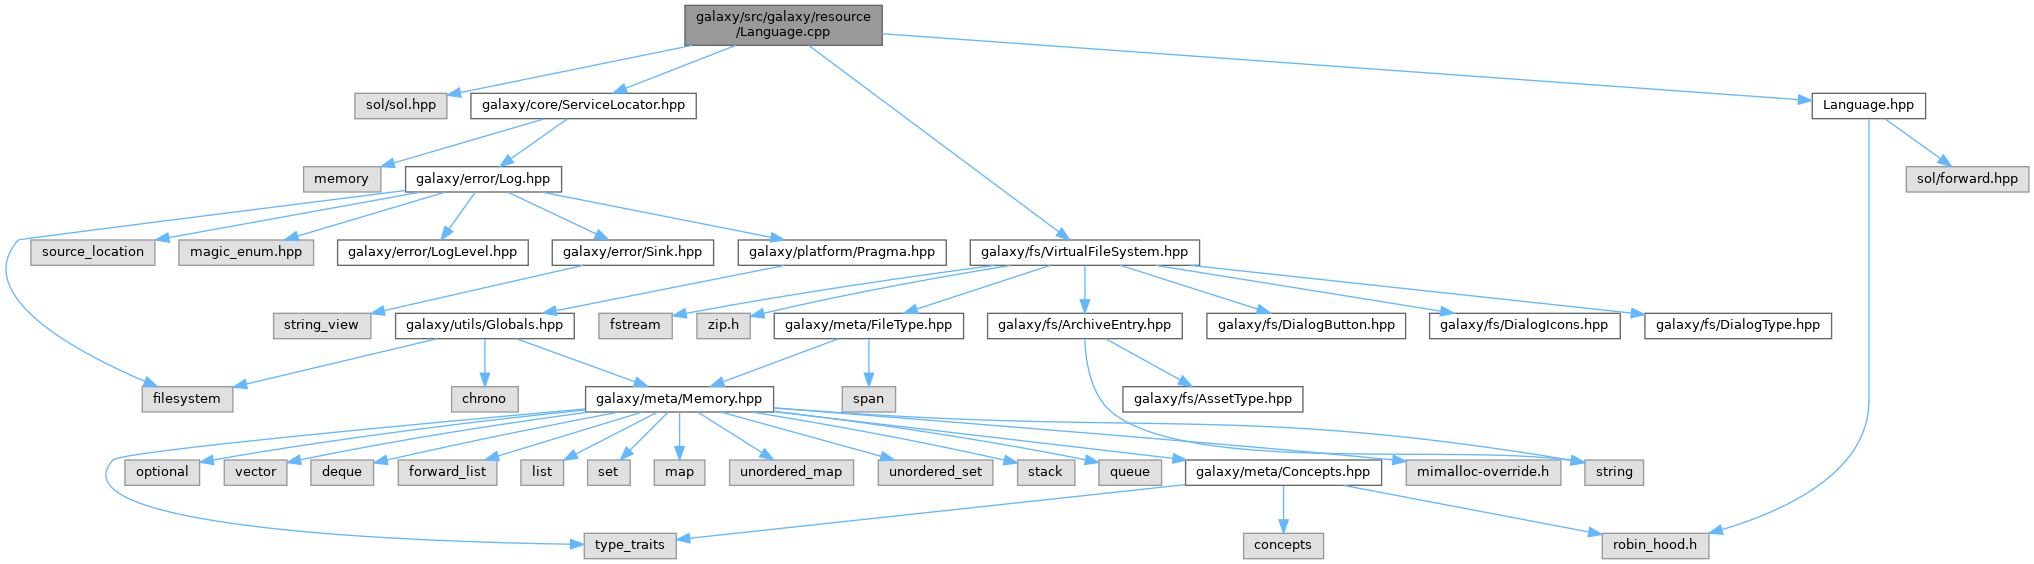 galaxy/src/galaxy/resource
/Language.cpp
sol/sol.hpp
galaxy/core/ServiceLocator.hpp
Language.hpp
memory
galaxy/error/Log.hpp
sol/forward.hpp
source_location
magic_enum.hpp
galaxy/error/LogLevel.hpp
galaxy/error/Sink.hpp
galaxy/platform/Pragma.hpp
galaxy/fs/VirtualFileSystem.hpp
string_view
galaxy/utils/Globals.hpp
fstream
zip.h
galaxy/meta/FileType.hpp
galaxy/fs/ArchiveEntry.hpp
galaxy/fs/DialogButton.hpp
galaxy/fs/DialogIcons.hpp
galaxy/fs/DialogType.hpp
filesystem
chrono
galaxy/meta/Memory.hpp
span
galaxy/fs/AssetType.hpp
optional
vector
deque
forward_list
list
set
map
unordered_map
unordered_set
stack
queue
galaxy/meta/Concepts.hpp
mimalloc-override.h
string
type_traits
concepts
robin_hood.h